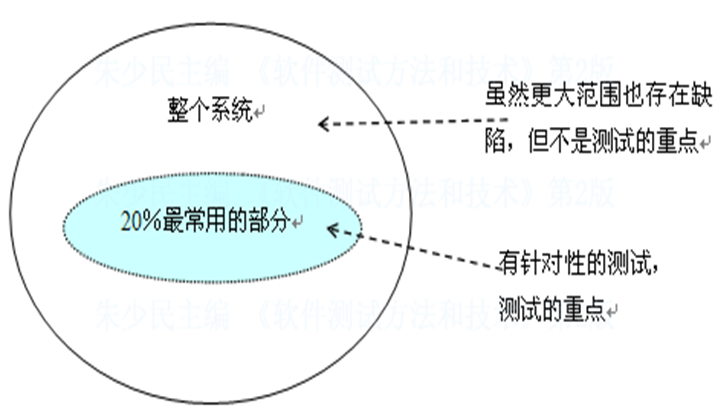 朱少民主编 《软件测试方法和技术》第2版
整个系统↵
虽然更大范围也存在缺
陷，但不是测试的重点↵
朱少民主编 《软件测试方法和技术》第2版
20%最常用的部分↵
有针对性的测试，
测试的重点↵
朱少民主编 《软件测试方法和技术》第2版